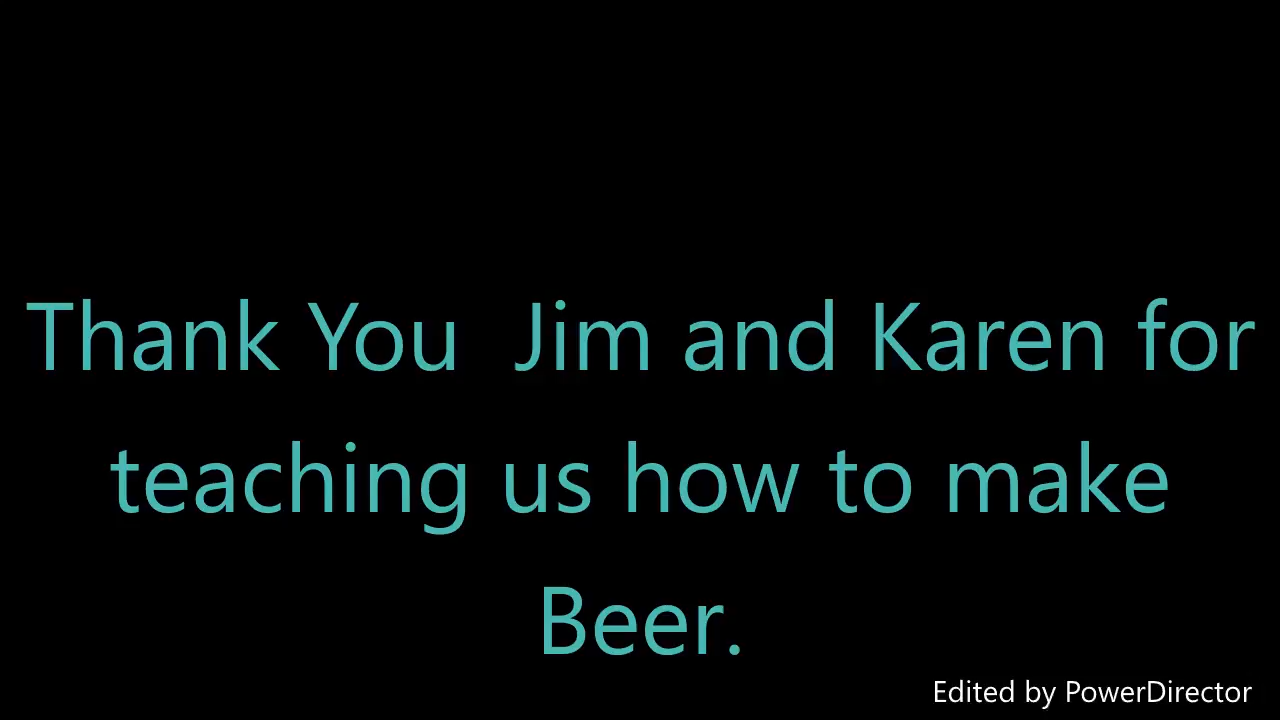 Thank You  Jim and Karen for
teaching us how to make
Beer.
Edited by PowerDirector